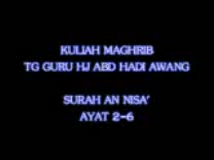 KULIAH MAGHRIB
TG GURU HJ ABD HADI AWANG
SURAH AN NISA'
AYAT 2-6